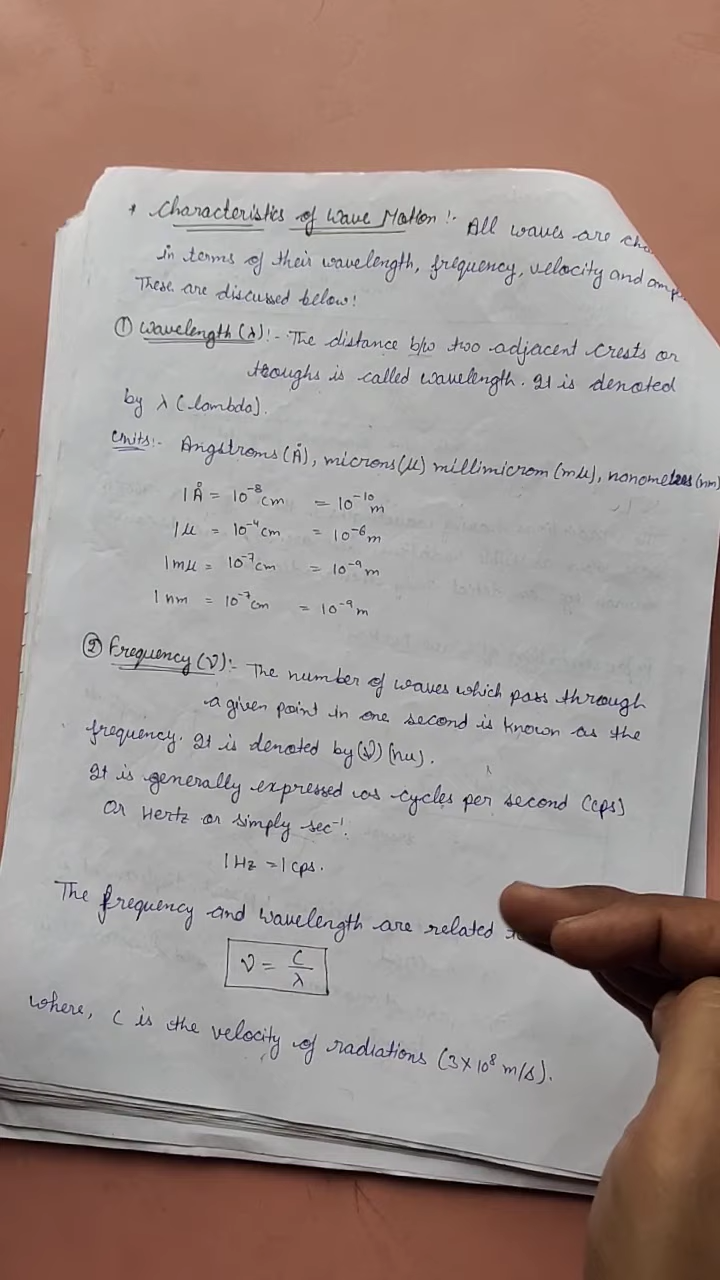 * Characteristics of Wave Motion :- All waves are
in terms of their wavelength, frequency, velocity and
These are discussed below:
① Wavelength (λ) :- The distance b/w two adjacent crests or
troughs is called wavelength. It is denoted
by λ (lambda).
Units:- Angstroms (Å), microns (μ) millimicrom (mμ), nonometres (nm)
1 Å = 10⁻⁸ cm = 10⁻¹⁰ m
1 μ = 10⁻⁴ cm = 10⁻⁶ m
1 mμ = 10⁻⁷ cm = 10⁻⁹ m
1 nm = 10⁻⁷ cm = 10⁻⁹ m
② Frequency (ν) :- The number of waves which pass through
a given point in one second is known as the
frequency. It is denoted by (ν) (nu).
It is generally expressed as cycles per second (cps)
or Hertz or simply sec⁻¹.
1 Hz = 1 cps.
The frequency and wavelength are related
ν = c/λ
where, c is the velocity of radiations (3 × 10⁸ m/s).